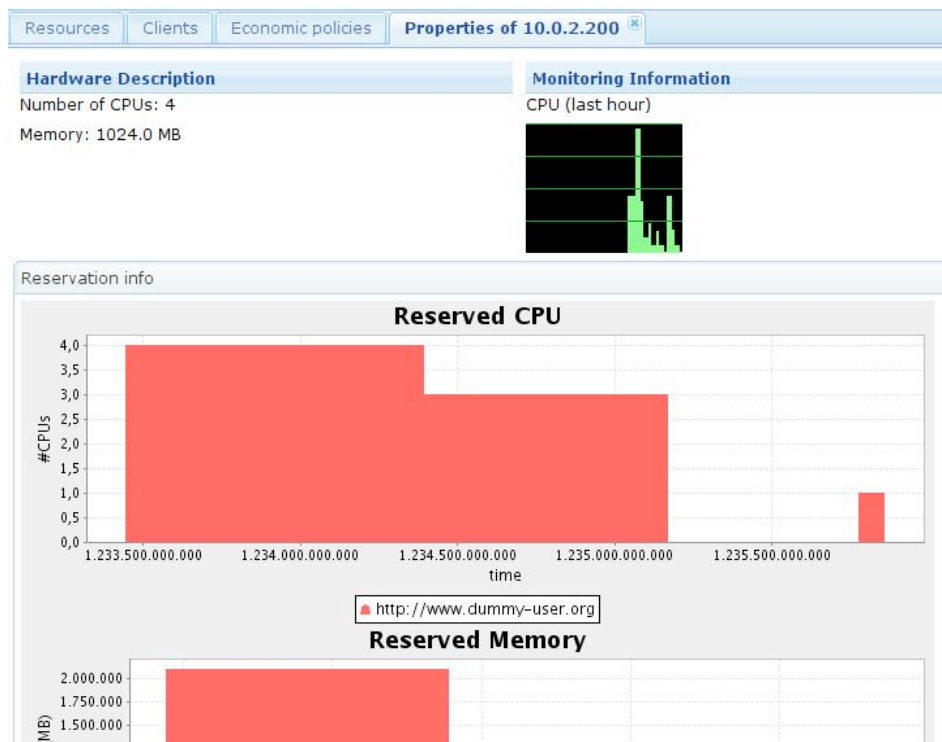 Resources Clients Economic policies Properties of 10.0.2.200
Hardware Description
Number of CPUs: 4
Memory: 1024.0 MB
Monitoring Information
CPU (last hour)
Reservation info
Reserved CPU
4,0
3,5
3,0
2,5
2,0
1,5
1,0
0,5
0,0
#CPUs
1.233.500.000.000 1.234.000.000.000 1.234.500.000.000 1.235.000.000.000 1.235.500.000.000
time
http://www.dummy-user.org
Reserved Memory
2.000.000
1.750.000
1.500.000
MB)